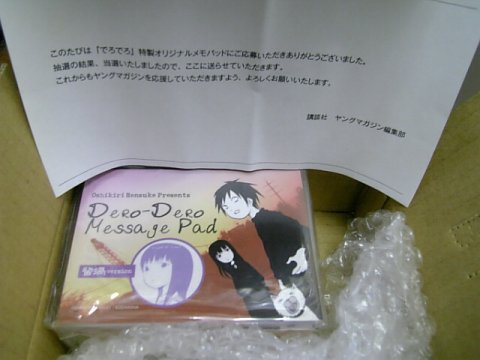 このたびは「でろでろ」特製オリジナルメモパッドにご応募いただきありがとうございました。
抽選の結果、当選いたしましたので、ここに送らせていただきます。
これからもヤングマガジンを応援していただきますよう、よろしくお願いいたします。
講談社　ヤングマガジン編集部
Oshikiri Rensuke Presents
Dero-Dero
Message Pad
留渦 version